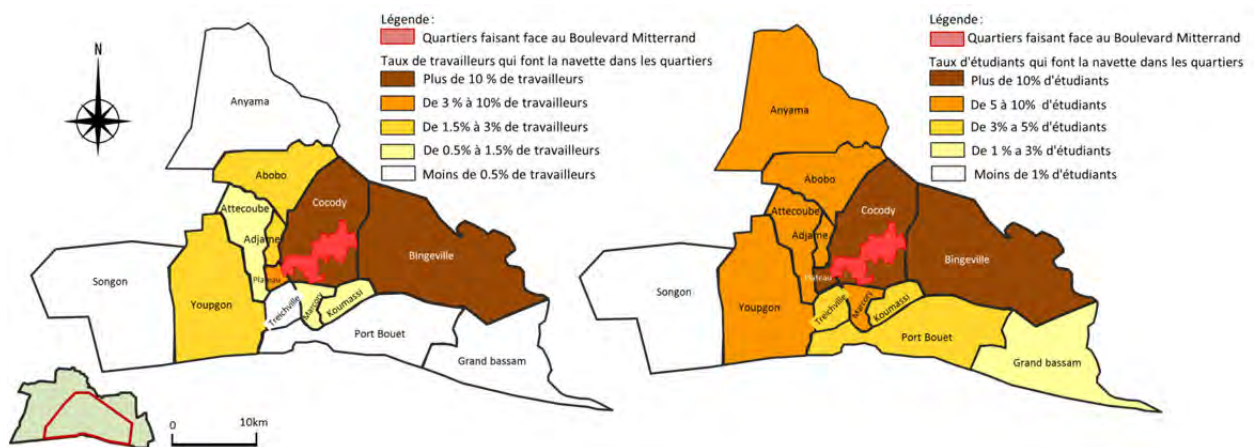 Légende :
Quartiers faisant face au Boulevard Mitterrand
Taux de travailleurs qui font la navette dans les quartiers
Plus de 10 % de travailleurs
De 3 % à 10% de travailleurs
De 1.5% à 3% de travailleurs
De 0.5% à 1.5% de travailleurs
Moins de 0.5% de travailleurs
N
Anyama
Abobo
Attecoube
Cocody
Adjame
Bingeville
Songon
Plateau
Youpgon
Treichville
Marcory
Koumassi
Port Bouet
Grand bassam
0
10km
Légende :
Quartiers faisant face au Boulevard Mitterrand
Taux d'étudiants qui font la navette dans les quartiers
Plus de 10% d'étudiants
De 5 à 10% d'étudiants
De 3% a 5% d'étudiants
De 1 % a 3% d'étudiants
Moins de 1% d'étudiants
Anyama
Abobo
Attecoube
Cocody
Adjame
Bingeville
Songon
Plateau
Youpgon
Treichville
Marcory
Koumassi
Port Bouet
Grand bassam